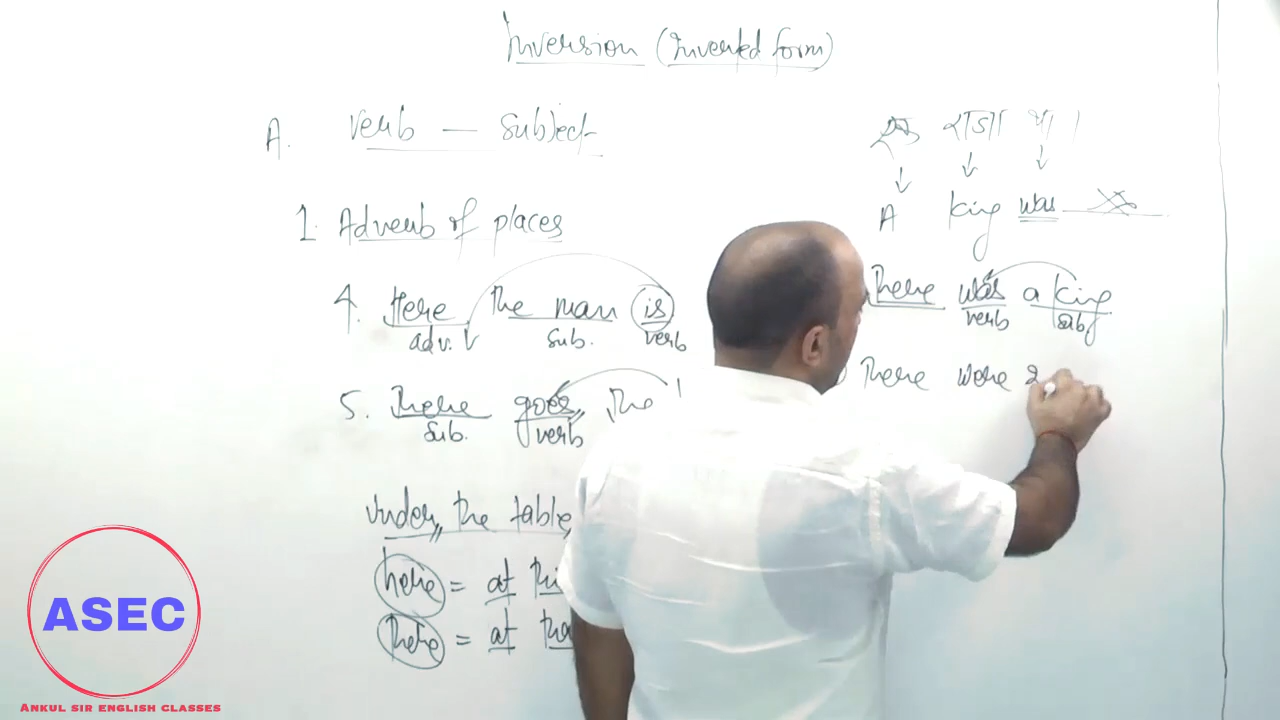 Inversion (Inverted form)
A. verb — subject
1. Adverb of places
4. Here the man is
adv. sub. verb
5. There goes, the
sub. verb
under, the table
here = at thi
there = at tha
एक राजा था।
A king was
There was a king
verb sub
There were 2
ASEC
ANKUL SIR ENGLISH CLASSES